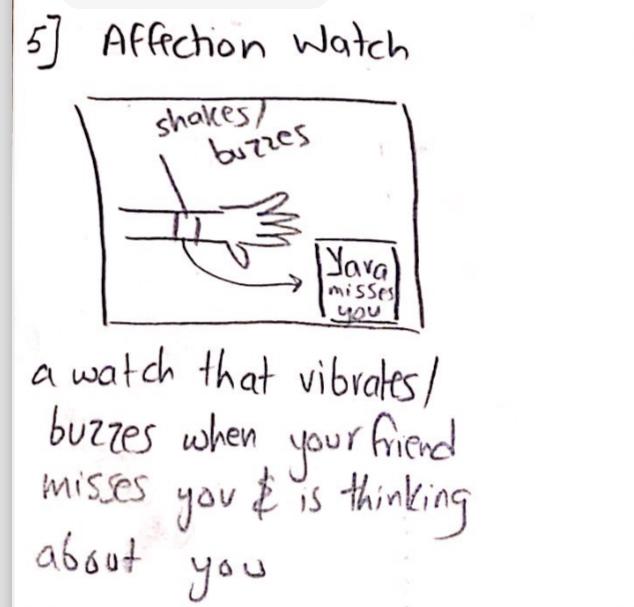 5] Affection Watch
shakes/
buzzes
Yara
misses
you
a watch that vibrates/
buzzes when your friend
misses you & is thinking
about you